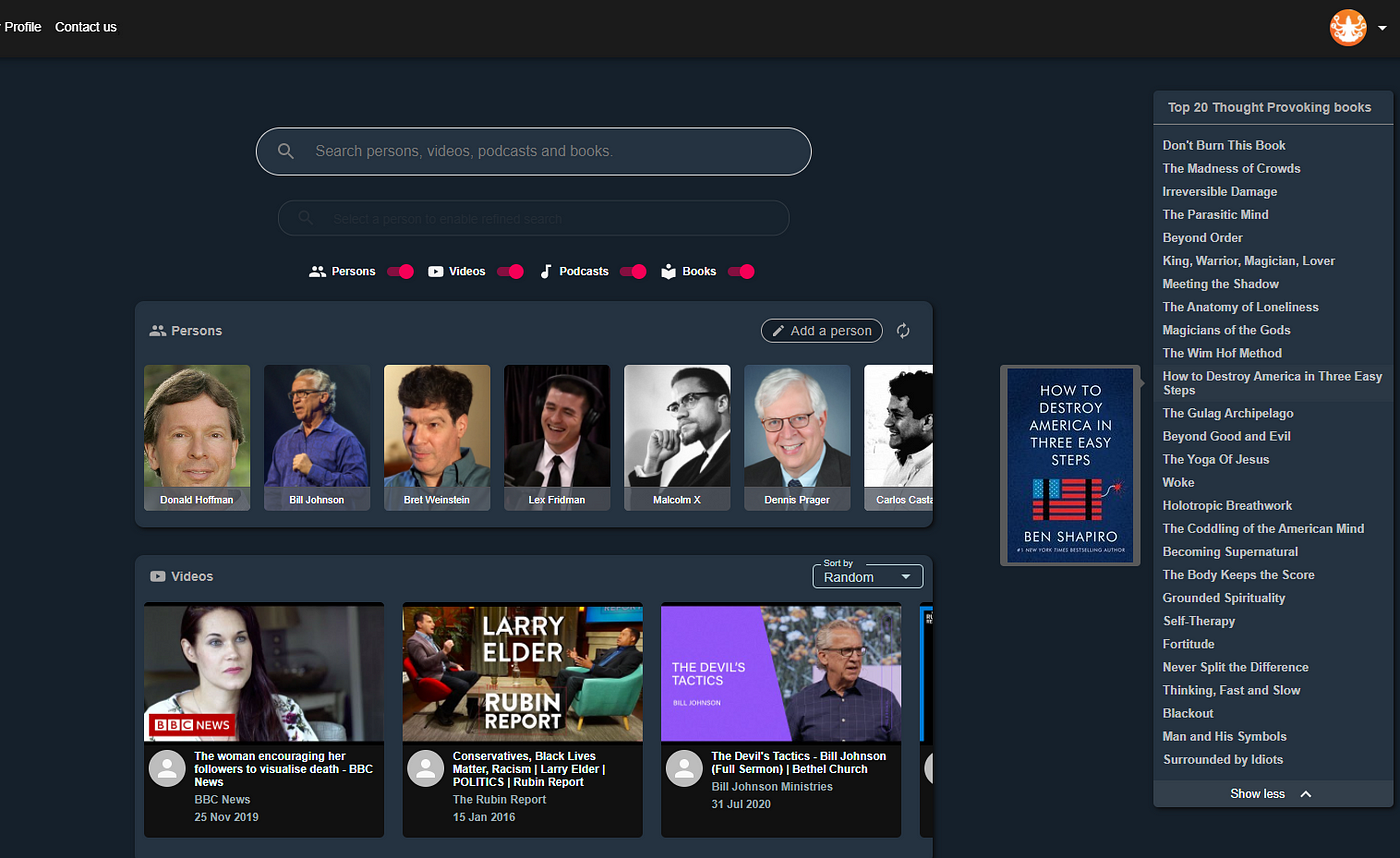 Profile Contact us
Search persons, videos, podcasts and books.
Select a person to enable refined search
Persons Videos Podcasts Books
Persons
Add a person
Donald Hoffman
Bill Johnson
Bret Weinstein
Lex Fridman
Malcolm X
Dennis Prager
Carlos Casta
Videos
Sort by
Random
BBC NEWS
The woman encouraging her
followers to visualise death - BBC
News
BBC News
25 Nov 2019
LARRY
ELDER
RUBIN
REPORT
Conservatives, Black Lives
Matter, Racism | Larry Elder |
POLITICS | Rubin Report
The Rubin Report
15 Jan 2016
THE DEVIL'S
TACTICS
BILL JOHNSON
The Devil's Tactics - Bill Johnson
(Full Sermon) | Bethel Church
Bill Johnson Ministries
31 Jul 2020
HOW TO
DESTROY
AMERICA IN
THREE EASY
STEPS
BEN SHAPIRO
#1 NEW YORK TIMES BESTSELLING AUTHOR
Top 20 Thought Provoking books
Don't Burn This Book
The Madness of Crowds
Irreversible Damage
The Parasitic Mind
Beyond Order
King, Warrior, Magician, Lover
Meeting the Shadow
The Anatomy of Loneliness
Magicians of the Gods
The Wim Hof Method
How to Destroy America in Three Easy
Steps
The Gulag Archipelago
Beyond Good and Evil
The Yoga Of Jesus
Woke
Holotropic Breathwork
The Coddling of the American Mind
Becoming Supernatural
The Body Keeps the Score
Grounded Spirituality
Self-Therapy
Fortitude
Never Split the Difference
Thinking, Fast and Slow
Blackout
Man and His Symbols
Surrounded by Idiots
Show less